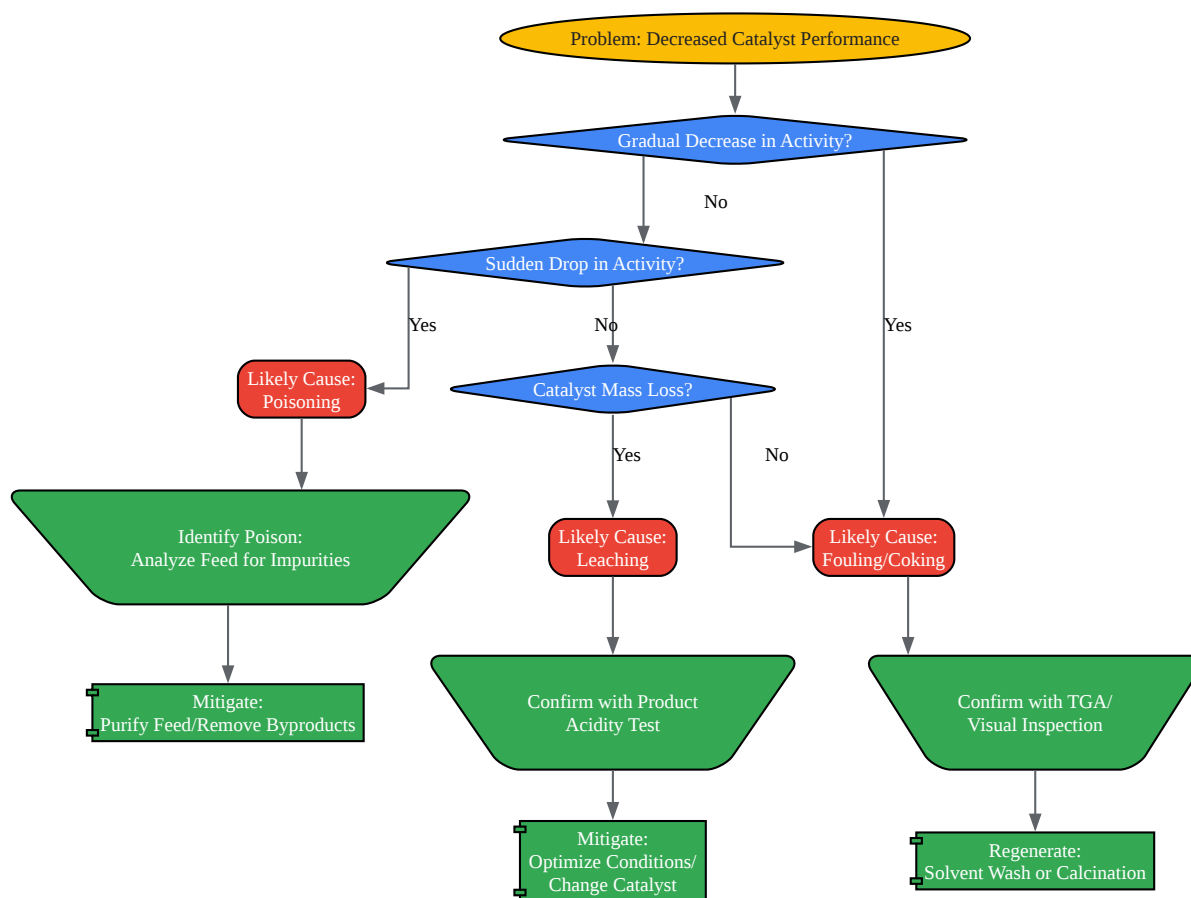 Problem: Decreased Catalyst Performance
Gradual Decrease in Activity?
No
Sudden Drop in Activity?
Yes
No
Yes
Likely Cause:
Poisoning
Catalyst Mass Loss?
Yes
No
Identify Poison:
Analyze Feed for Impurities
Likely Cause:
Leaching
Likely Cause:
Fouling/Coking
Mitigate:
Purify Feed/Remove Byproducts
Confirm with Product
Acidity Test
Confirm with TGA/
Visual Inspection
Mitigate:
Optimize Conditions/
Change Catalyst
Regenerate:
Solvent Wash or Calcination